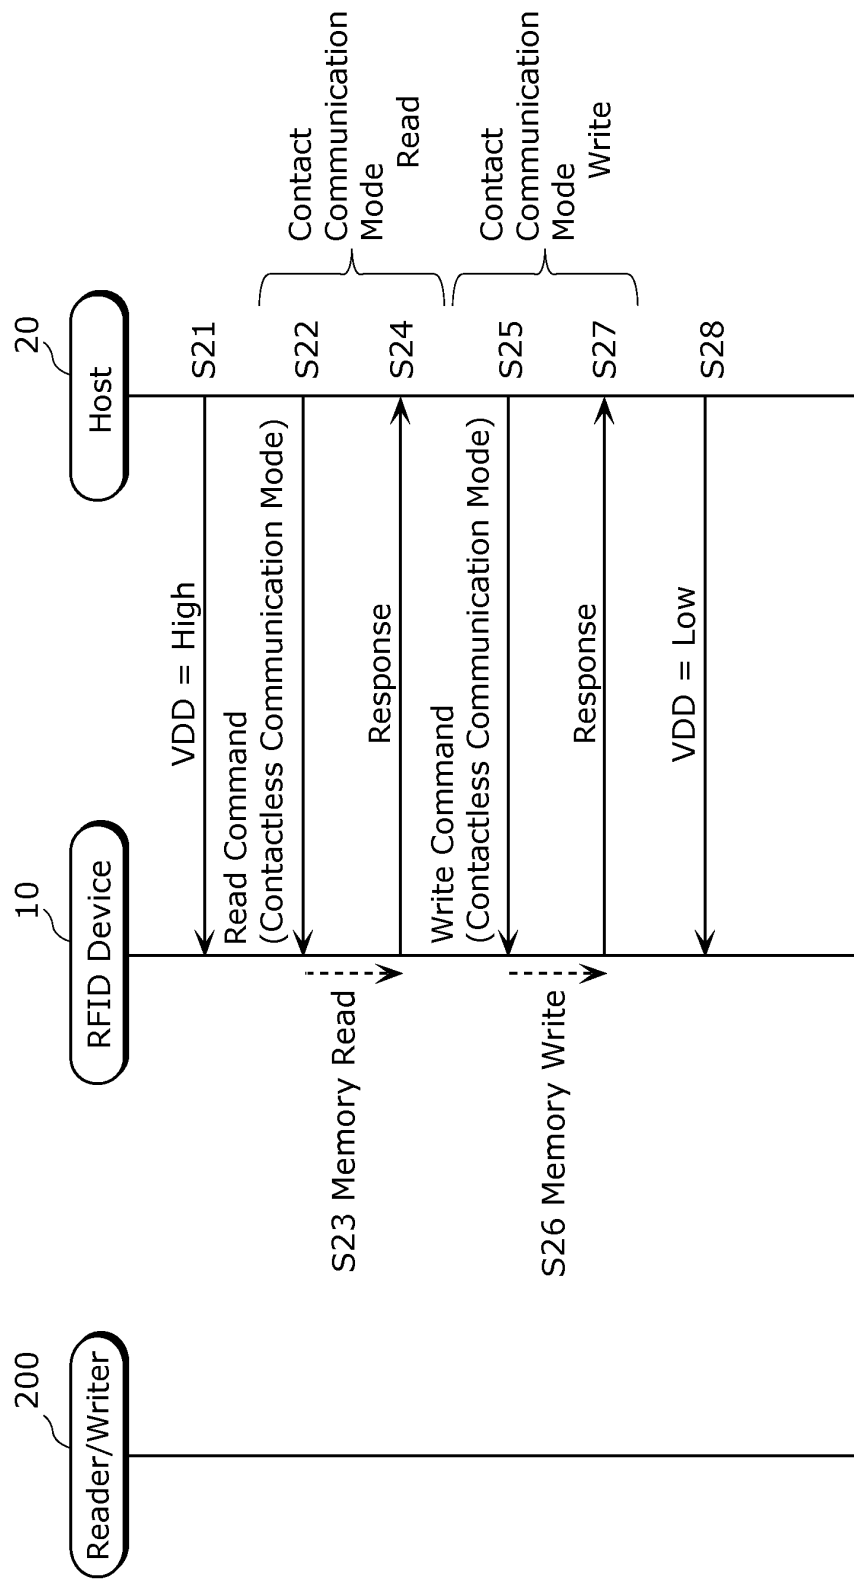 200
10
20
Reader/Writer
RFID Device
Host
VDD = High
S21
Read Command
(Contactless Communication Mode)
S22
Contact
Communication
Mode
Read
S23 Memory Read
Response
S24
Write Command
(Contactless Communication Mode)
S25
Contact
Communication
Mode
Write
S26 Memory Write
Response
S27
VDD = Low
S28